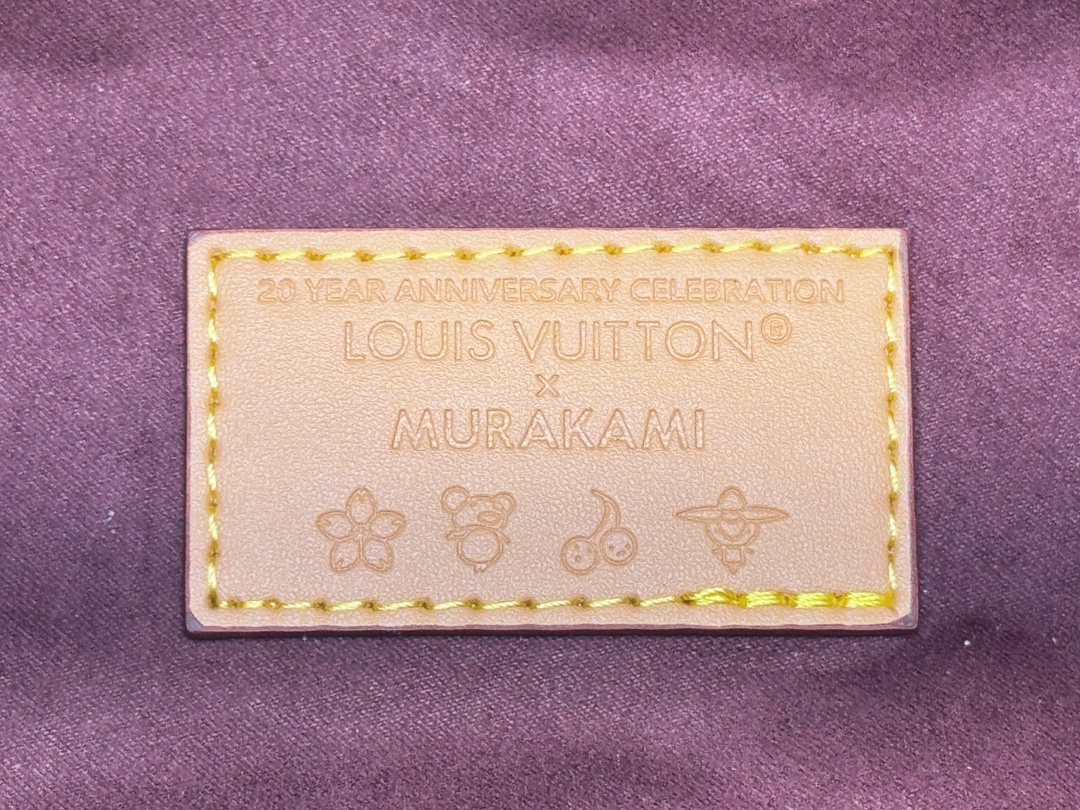 20 YEAR ANNIVERSARY CELEBRATION
LOUIS VUITTON®
×
MURAKAMI